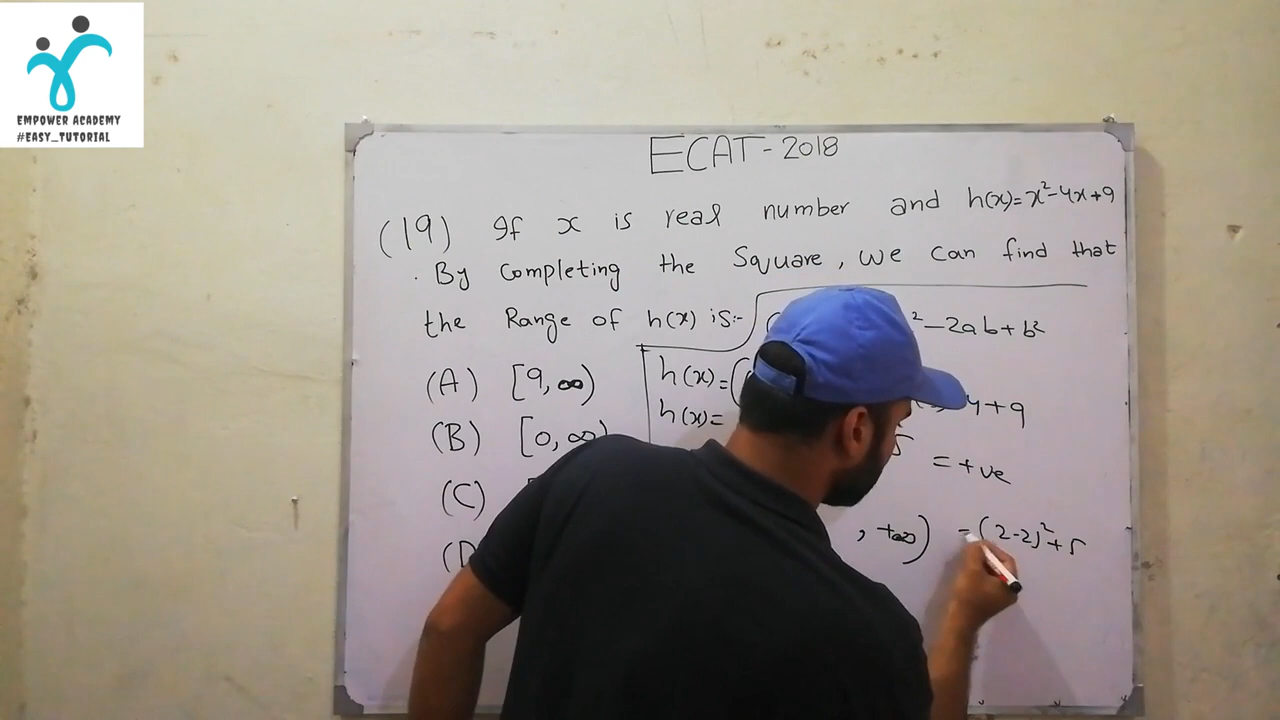 EMPOWER ACADEMY
#EASY_TUTORIAL
ECAT-2018
(19) If x is real number and h(x)=x²-4x+9
. By Completing the Square, we can find that
the Range of h(x) is:-
² - 2ab + b²
(A) [9, ∞)
h(x)=(
4+9
(B) [0, ∞)
h(x)=
5
= +ve
(C)
(D
, +∞)
=(2-2)²+5
=